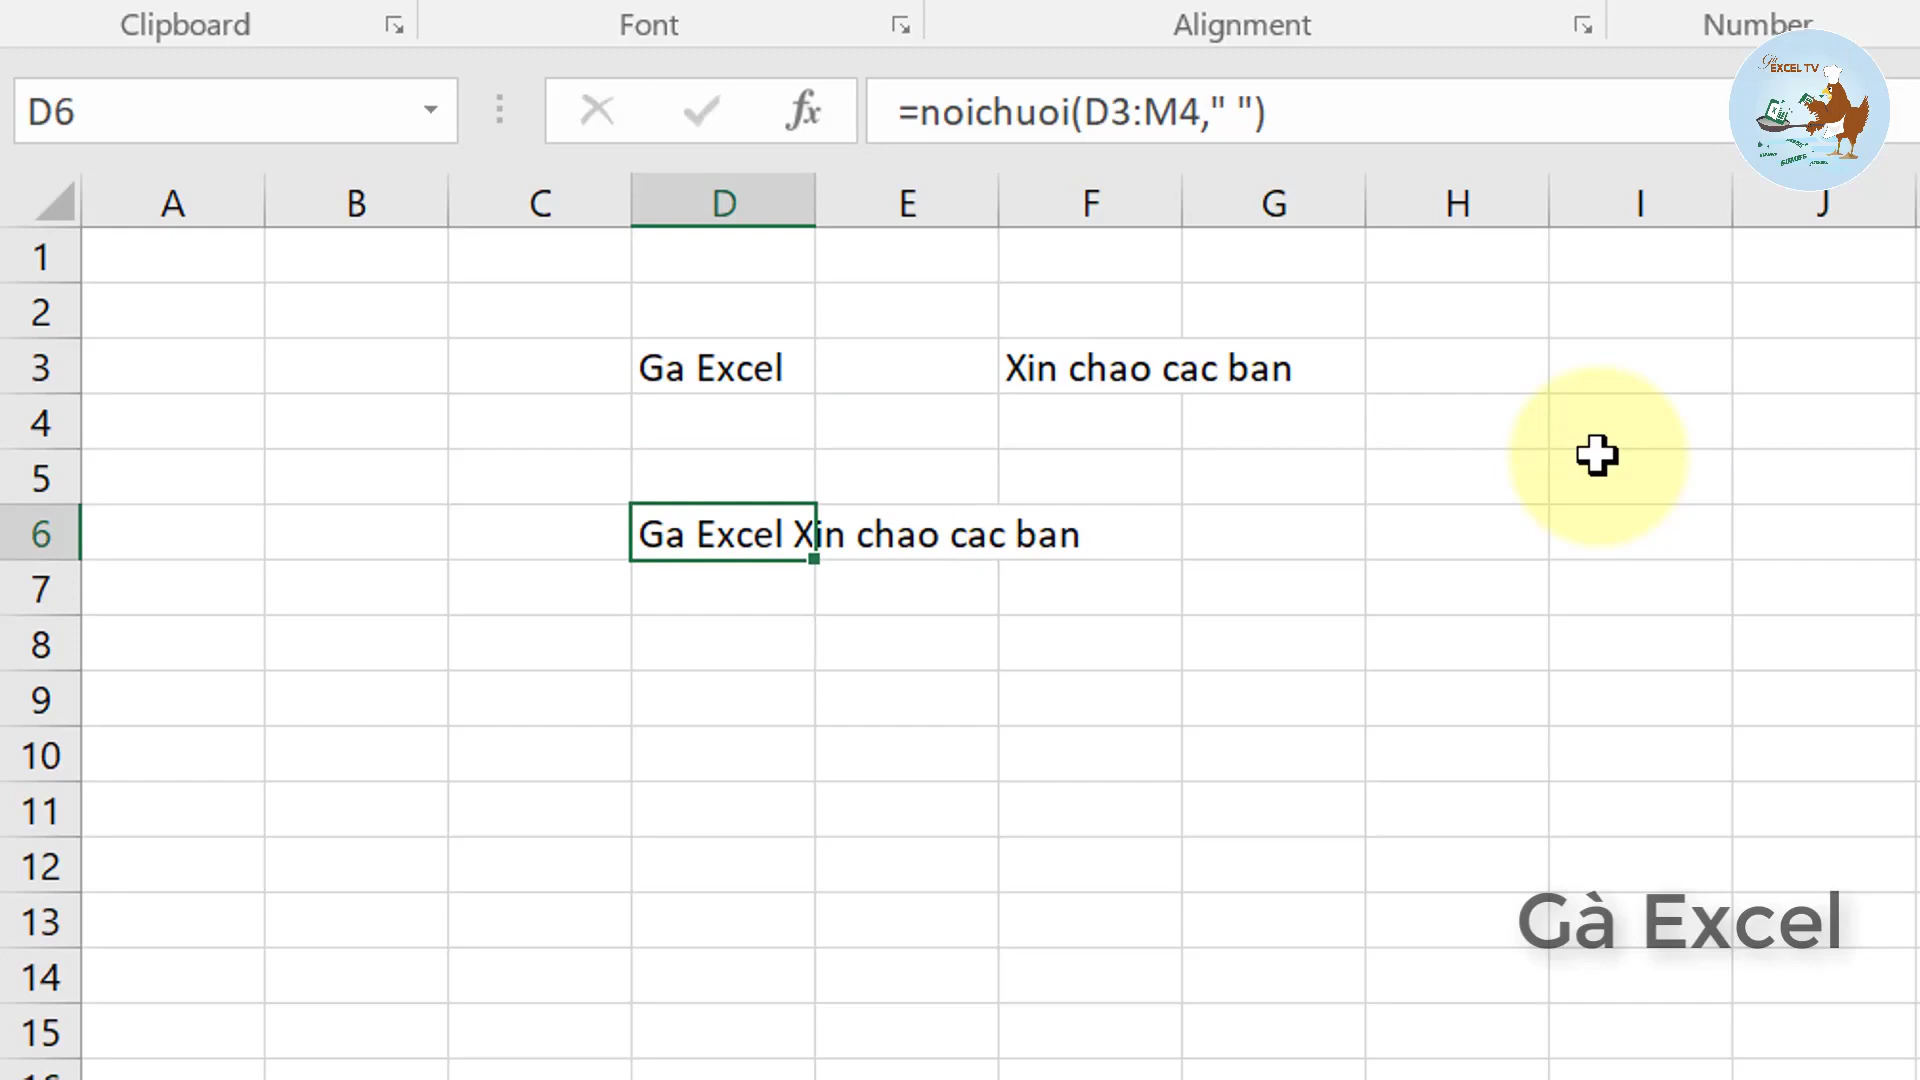 Clipboard Font Alignment Number
D6 fx =noichuoi(D3:M4," ")
Gà EXCEL TV
A B C D E F G H I J
1
2
3 Ga Excel Xin chao cac ban
4
5
6 Ga Excel Xin chao cac ban
7
8
9
10
11
12
13
Gà Excel
14
15